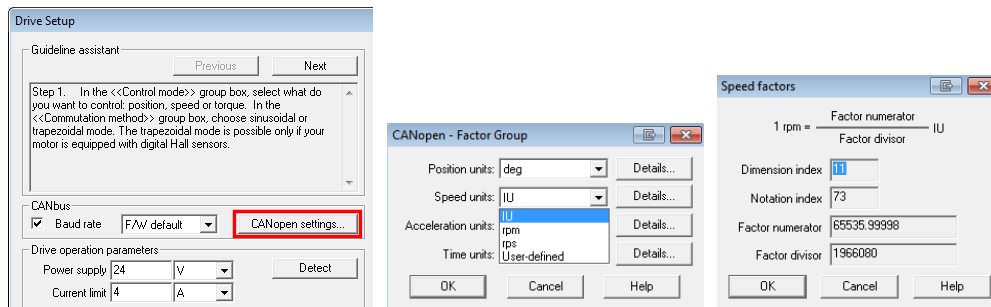 Drive Setup
Guideline assistant
Previous
Next
Step 1. In the <<Control mode>> group box, select what do
you want to control: position, speed or torque. In the
<<Commutation method>> group box, choose sinusoidal or
trapezoidal mode. The trapezoidal mode is possible only if your
motor is equipped with digital Hall sensors.
CANbus
Baud rate
F/W default
CANopen settings...
Drive operation parameters
Power supply 24 V
Detect
Current limit 4 A
CANopen - Factor Group
Position units: deg Details...
Speed units: IU Details...
IU
rpm
rps
User-defined
Acceleration units: Details...
Time units: Details...
OK Cancel Help
Speed factors
1 rpm = Factor numerator IU
Factor divisor
Dimension index 11
Notation index 73
Factor numerator 65535.99998
Factor divisor 1966080
OK Cancel Help